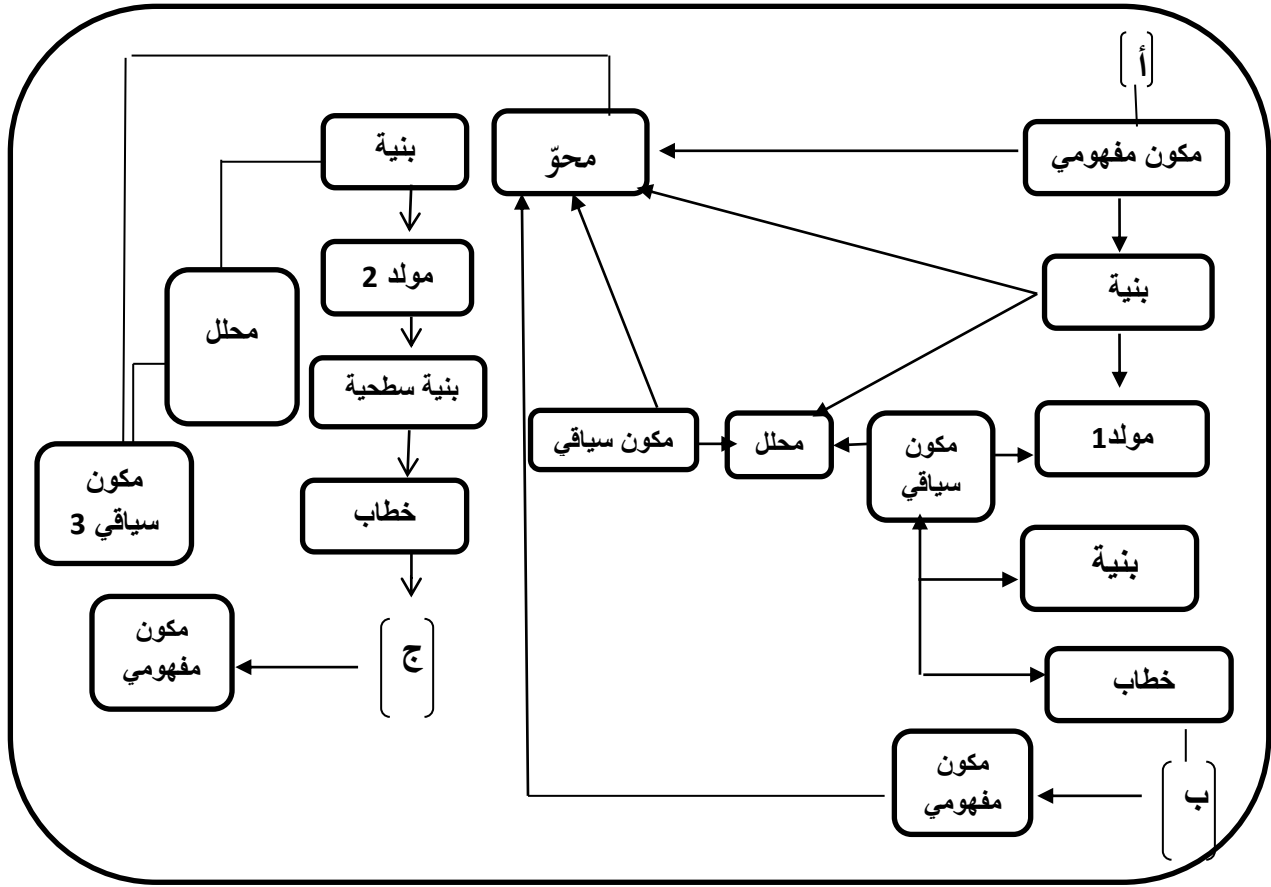 أ
مكون مفهومي
محوّ
بنية
بنية
مولد 2
محلل
بنية سطحية
مولد1
مكون
سياقي
محلل
مكون سياقي
مكون
سياقي 3
خطاب
بنية
مكون
مفهومي
ج
خطاب
مكون
مفهومي
ب